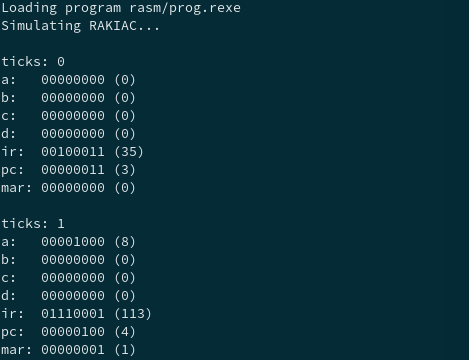 Loading program rasm/prog.rexe
Simulating RAKIAC...
ticks: 0
a:   00000000 (0)
b:   00000000 (0)
c:   00000000 (0)
d:   00000000 (0)
ir:  00100011 (35)
pc:  00000011 (3)
mar: 00000000 (0)
ticks: 1
a:   00001000 (8)
b:   00000000 (0)
c:   00000000 (0)
d:   00000000 (0)
ir:  01110001 (113)
pc:  00000100 (4)
mar: 00000001 (1)